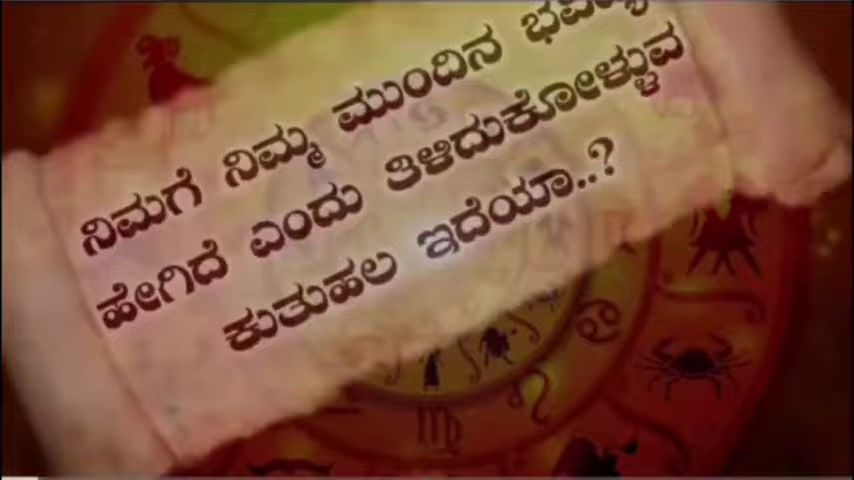 ನಿಮಗೆ ನಿಮ್ಮ ಮುಂದಿನ
ಹೇಗಿದೆ ಎಂದು ತಿಳಿದುಕೋಳ್ಳುವ
ಕುತುಹಲ ಇದೆಯಾ..?